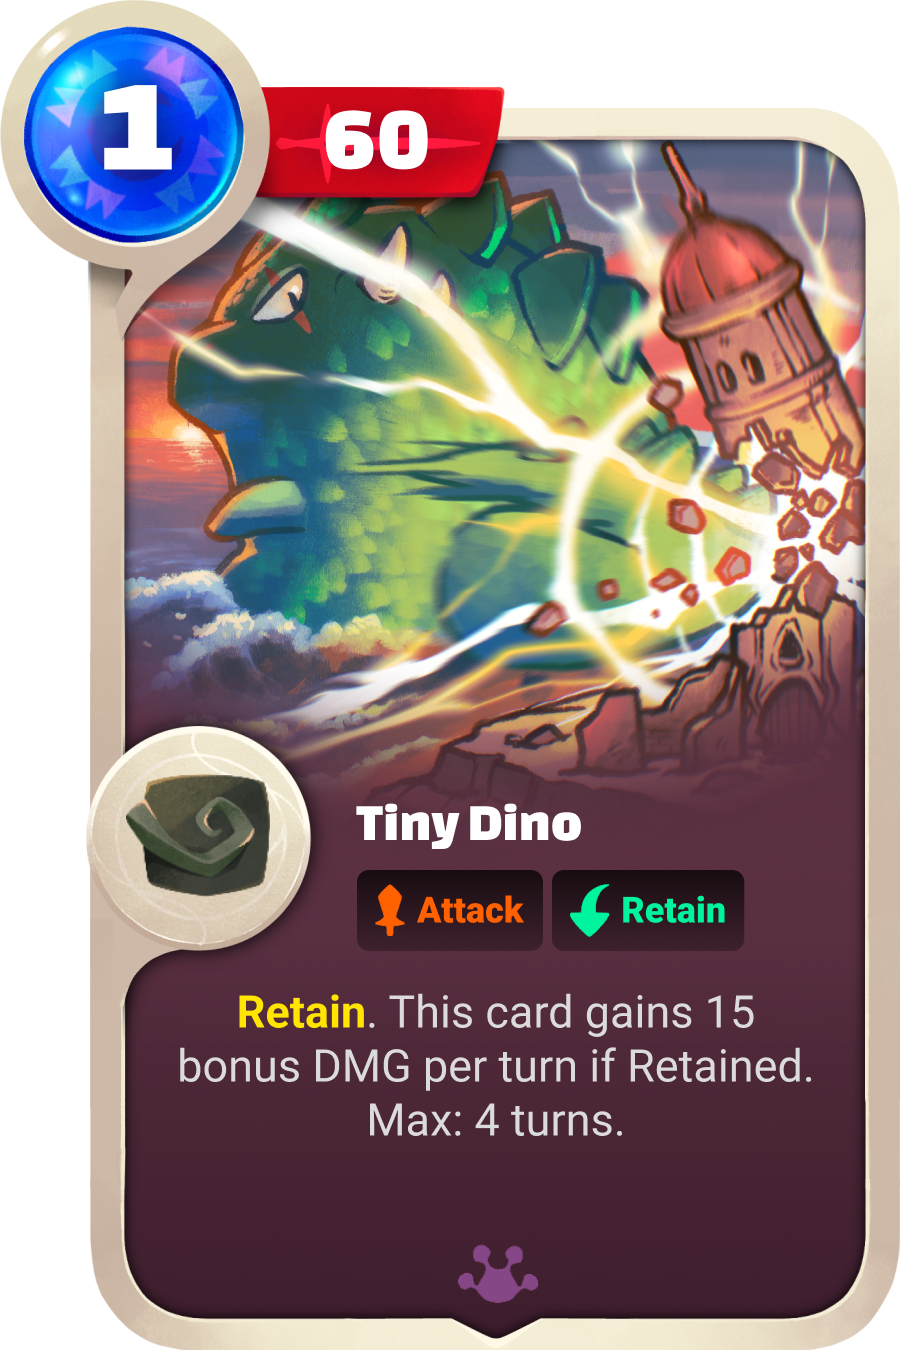 1
60
Tiny Dino
Attack Retain
Retain. This card gains 15
bonus DMG per turn if Retained.
Max: 4 turns.